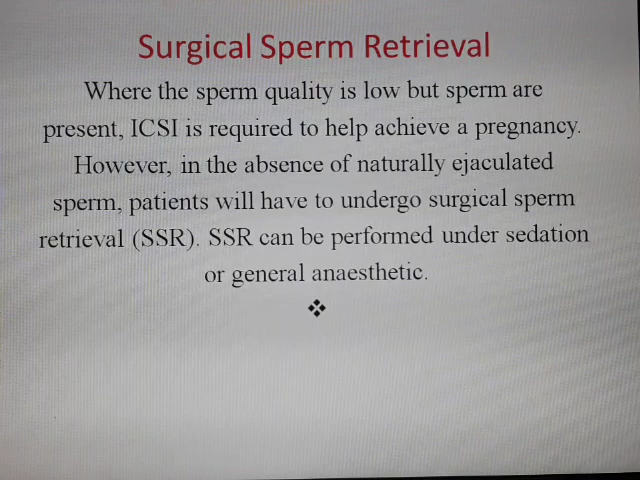 Surgical Sperm Retrieval
Where the sperm quality is low but sperm are
present, ICSI is required to help achieve a pregnancy.
However, in the absence of naturally ejaculated
sperm, patients will have to undergo surgical sperm
retrieval (SSR). SSR can be performed under sedation
or general anaesthetic.